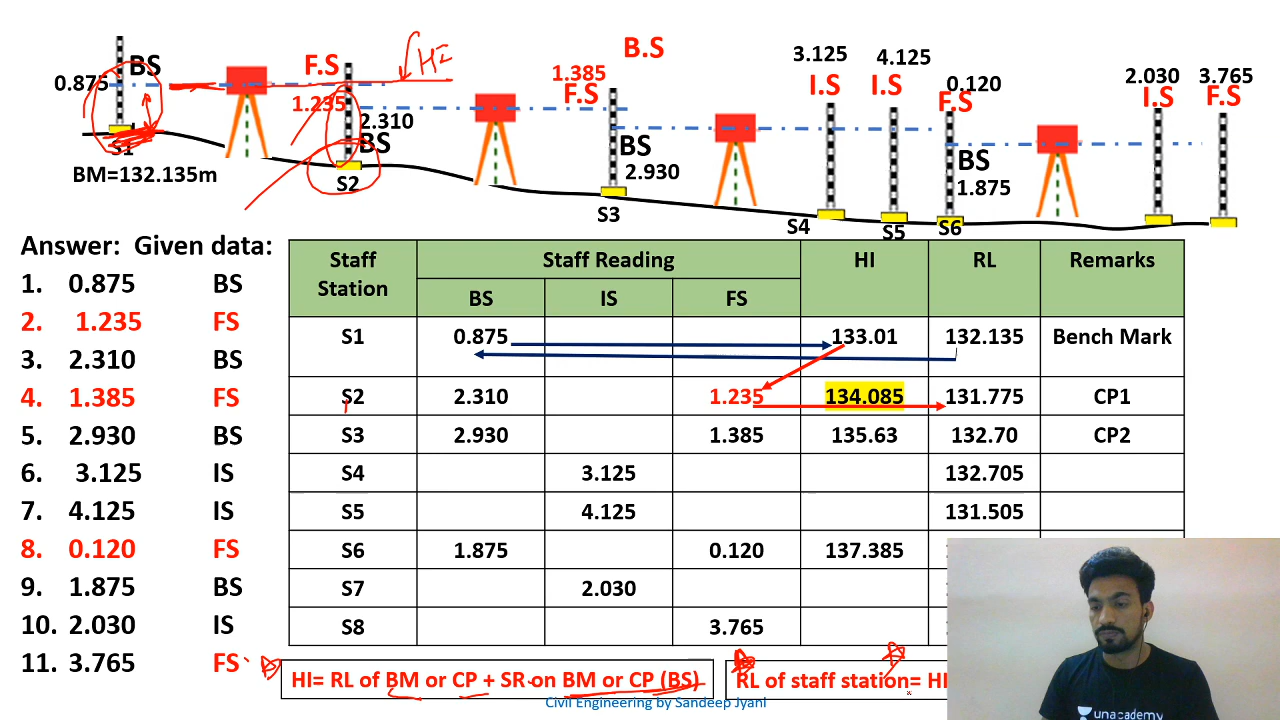 3.125
4.125
B.S
BS
F.S
HI
1.385
F.S
I.S
I.S
0.120
F.S
2.030
I.S
3.765
F.S
0.875
1.235
2.310
BS
BS
2.930
BS
1.875
S1
BM=132.135m
S2
S3
S4
S5
S6
Answer: Given data:
1. 0.875 BS
2. 1.235 FS
3. 2.310 BS
4. 1.385 FS
5. 2.930 BS
6. 3.125 IS
7. 4.125 IS
8. 0.120 FS
9. 1.875 BS
10. 2.030 IS
11. 3.765 FS
Staff Station Staff Reading HI RL Remarks
BS IS FS
S1 0.875 133.01 132.135 Bench Mark
S2 2.310 1.235 134.085 131.775 CP1
S3 2.930 1.385 135.63 132.70 CP2
S4 3.125 132.705
S5 4.125 131.505
S6 1.875 0.120 137.385
S7 2.030
S8 3.765
HI= RL of BM or CP + SR on BM or CP (BS)
RL of staff station= HI
Civil Engineering by Sandeep Jyani
unacademy